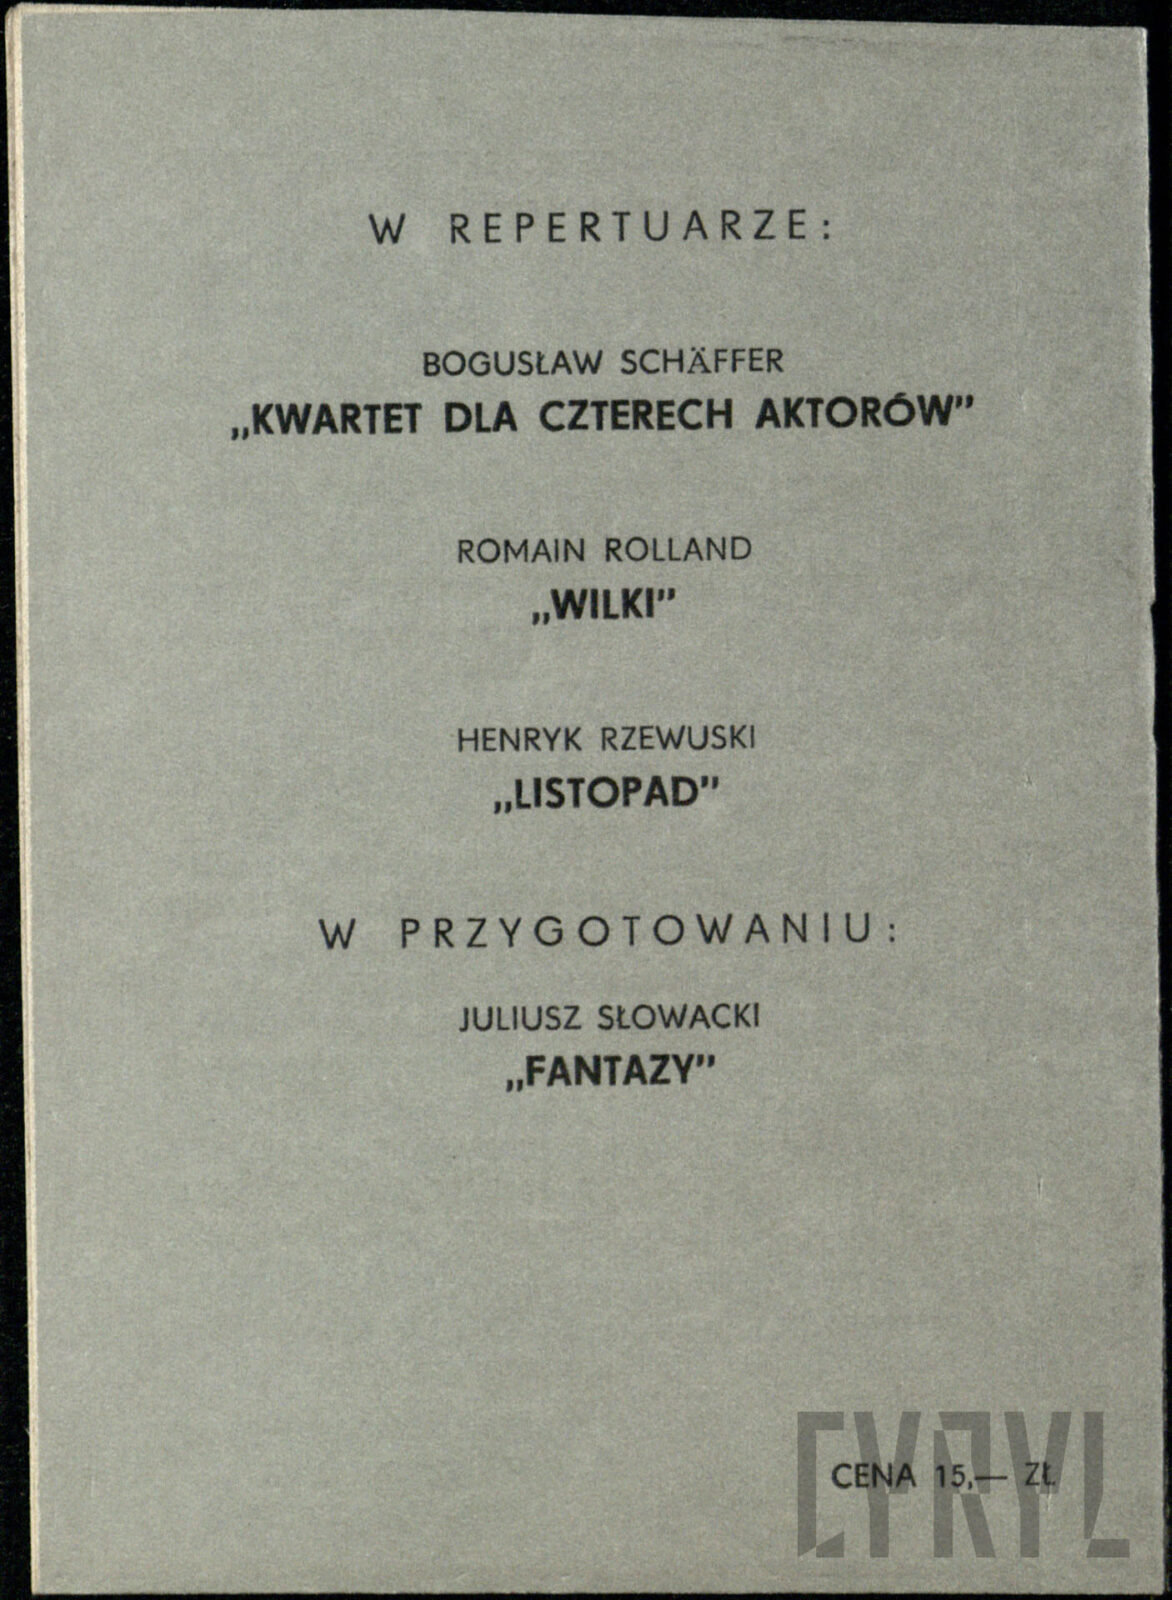 W REPERTUARZE:
BOGUSŁAW SCHÄFFER
„KWARTET DLA CZTERECH AKTORÓW”
ROMAIN ROLLAND
„WILKI”
HENRYK RZEWUSKI
„LISTOPAD”
W PRZYGOTOWANIU:
JULIUSZ SŁOWACKI
„FANTAZY”
CENA 15,— ZŁ
CYRYL